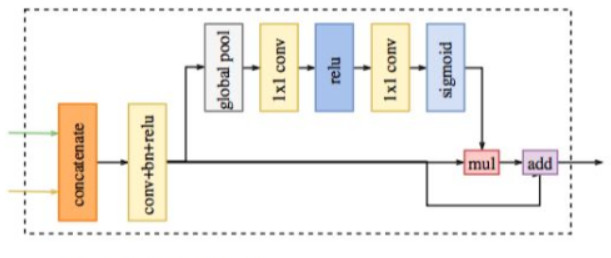 concatenate
conv+bn+relu
global pool
1x1 conv
relu
1x1 conv
sigmoid
mul
add